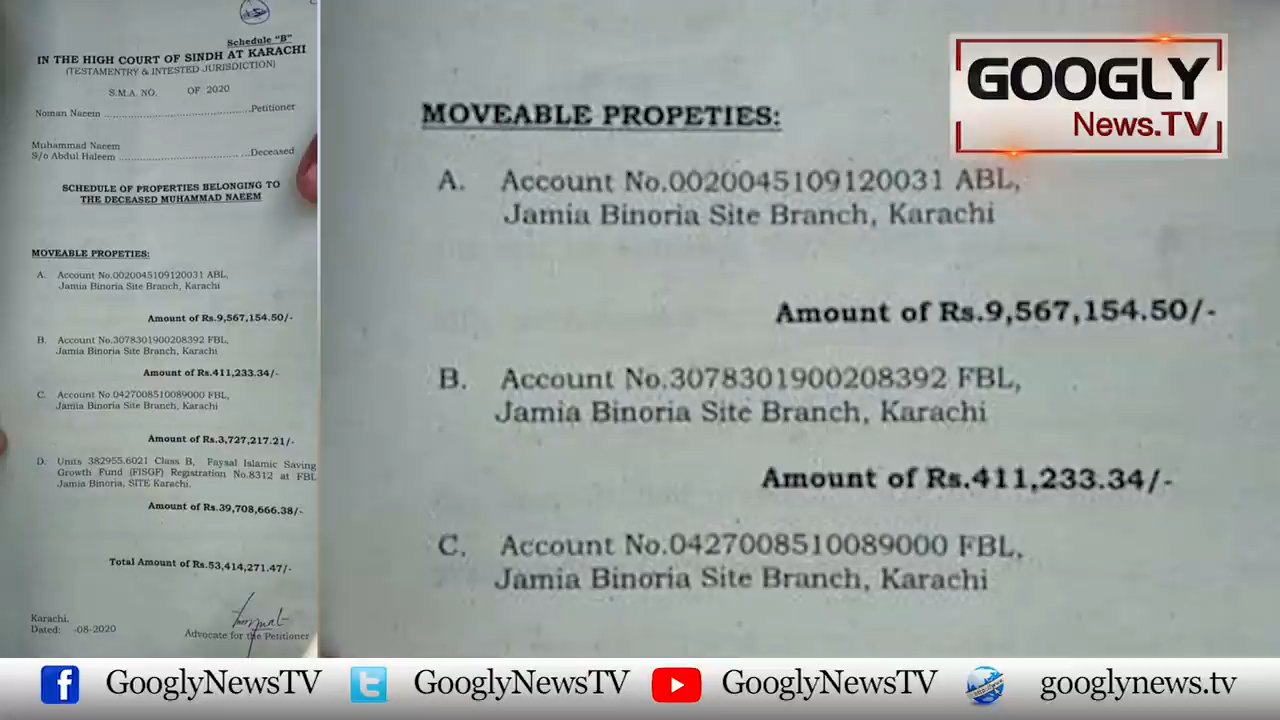 Schedule "B"
IN THE HIGH COURT OF SINDH AT KARACHI
(TESTAMENTRY & INTESTED JURISDICTION)
S.M.A. NO. OF 2020
Noman Naeem ..............................................Petitioner
Muhammad Naeem
S/o Abdul Haleem .........................................Deceased
SCHEDULE OF PROPERTIES BELONGING TO
THE DECEASED MUHAMMAD NAEEM
MOVEABLE PROPETIES:
A. Account No.0020045109120031 ABL,
Jamia Binoria Site Branch, Karachi
Amount of Rs.9,567,154.50/-
B. Account No.3078301900208392 FBL,
Jamia Binoria Site Branch, Karachi
Amount of Rs.411,233.34/-
C. Account No.0427008510089000 FBL,
Jamia Binoria Site Branch, Karachi
Amount of Rs.3,727,217.21/-
D. Units 382955.6021 Class B, Faysal Islamic Saving
Growth Fund (FISGF) Registration No.8312 at FBL
Jamia Binoria, SITE Karachi.
Amount of Rs.39,708,666.38/-
Total Amount of Rs.53,414,271.47/-
Karachi.
Dated: -08-2020
Advocate for the Petitioner
MOVEABLE PROPETIES:
A. Account No.0020045109120031 ABL,
Jamia Binoria Site Branch, Karachi
Amount of Rs.9,567,154.50/-
B. Account No.3078301900208392 FBL,
Jamia Binoria Site Branch, Karachi
Amount of Rs.411,233.34/-
C. Account No.0427008510089000 FBL,
Jamia Binoria Site Branch, Karachi
GOOGLY
News.TV
GooglyNewsTV
GooglyNewsTV
GooglyNewsTV
googlynews.tv